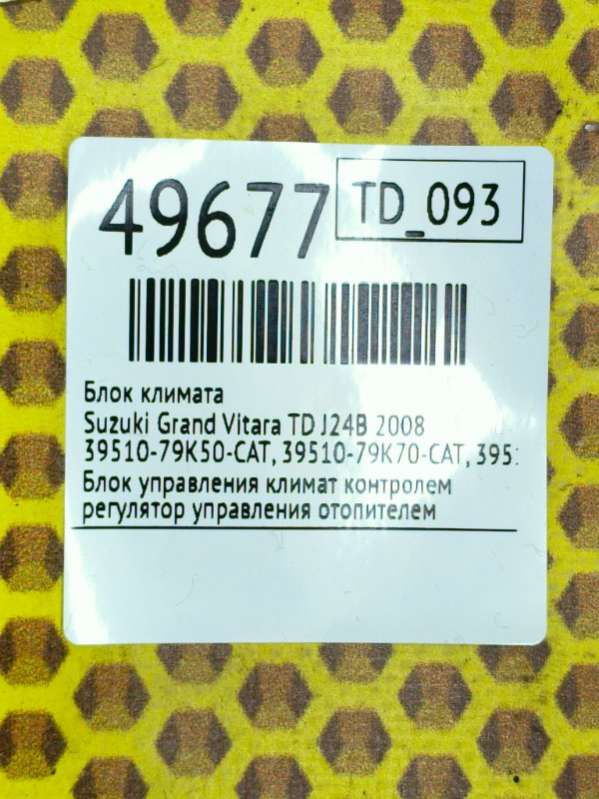 49677
TD_093
Блок климата
Suzuki Grand Vitara TD J24B 2008
39510-79K50-CAT, 39510-79K70-CAT, 395:
Блок управления климат контролем
регулятор управления отопителем